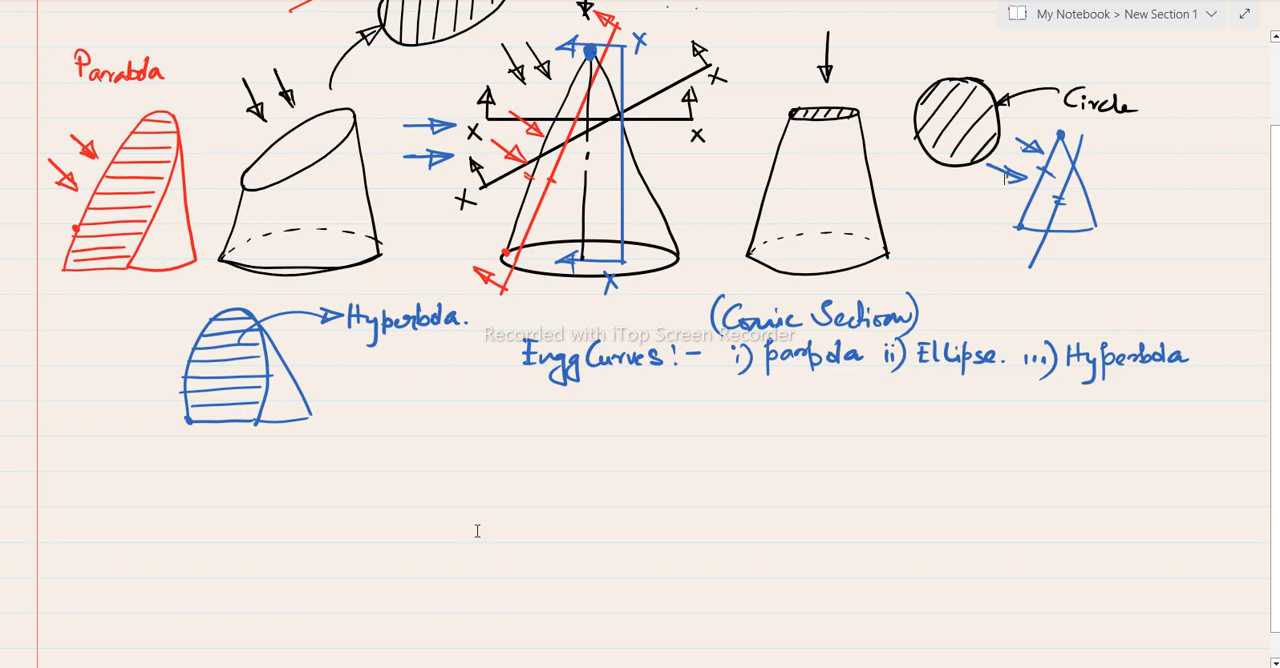 My Notebook > New Section 1
Parabola
X
X
X
X
X
X
Circle
Hyperbola.
(Conic Section)
Recorded with iTop Screen Recorder
Engg Curves :- i) parbola ii) Ellipse. iii) Hyperbola